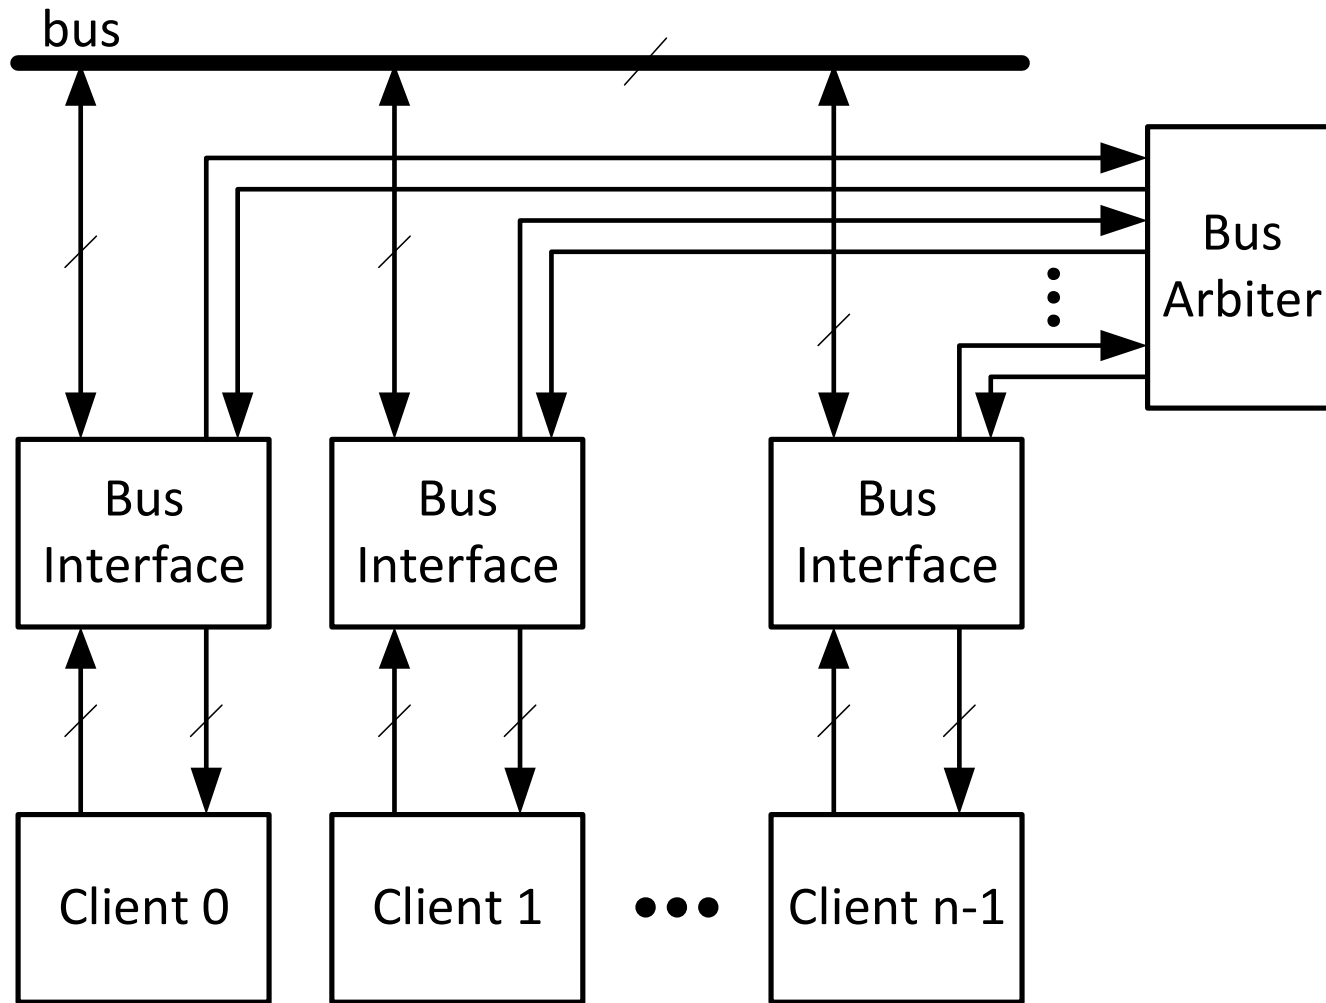 bus
Bus
Arbiter
Bus
Interface
Bus
Interface
Bus
Interface
Client 0
Client 1
Client n-1